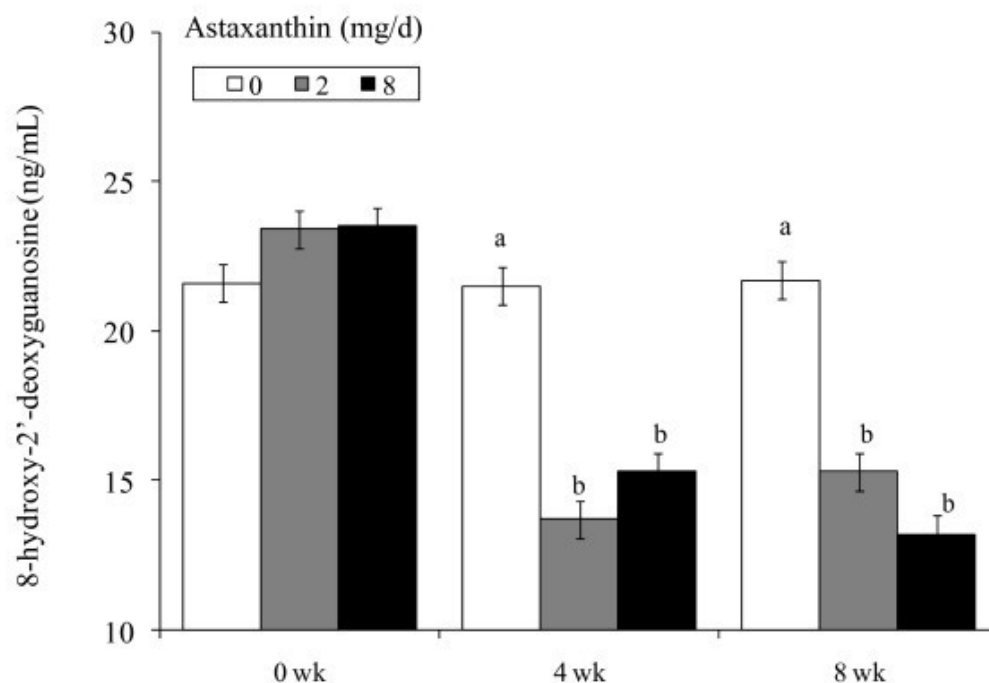 30
Astaxanthin (mg/d)
0 2 8
25
20
15
10
8-hydroxy-2’-deoxyguanosine (ng/mL)
a
a
b
b
b
b
0 wk 4 wk 8 wk